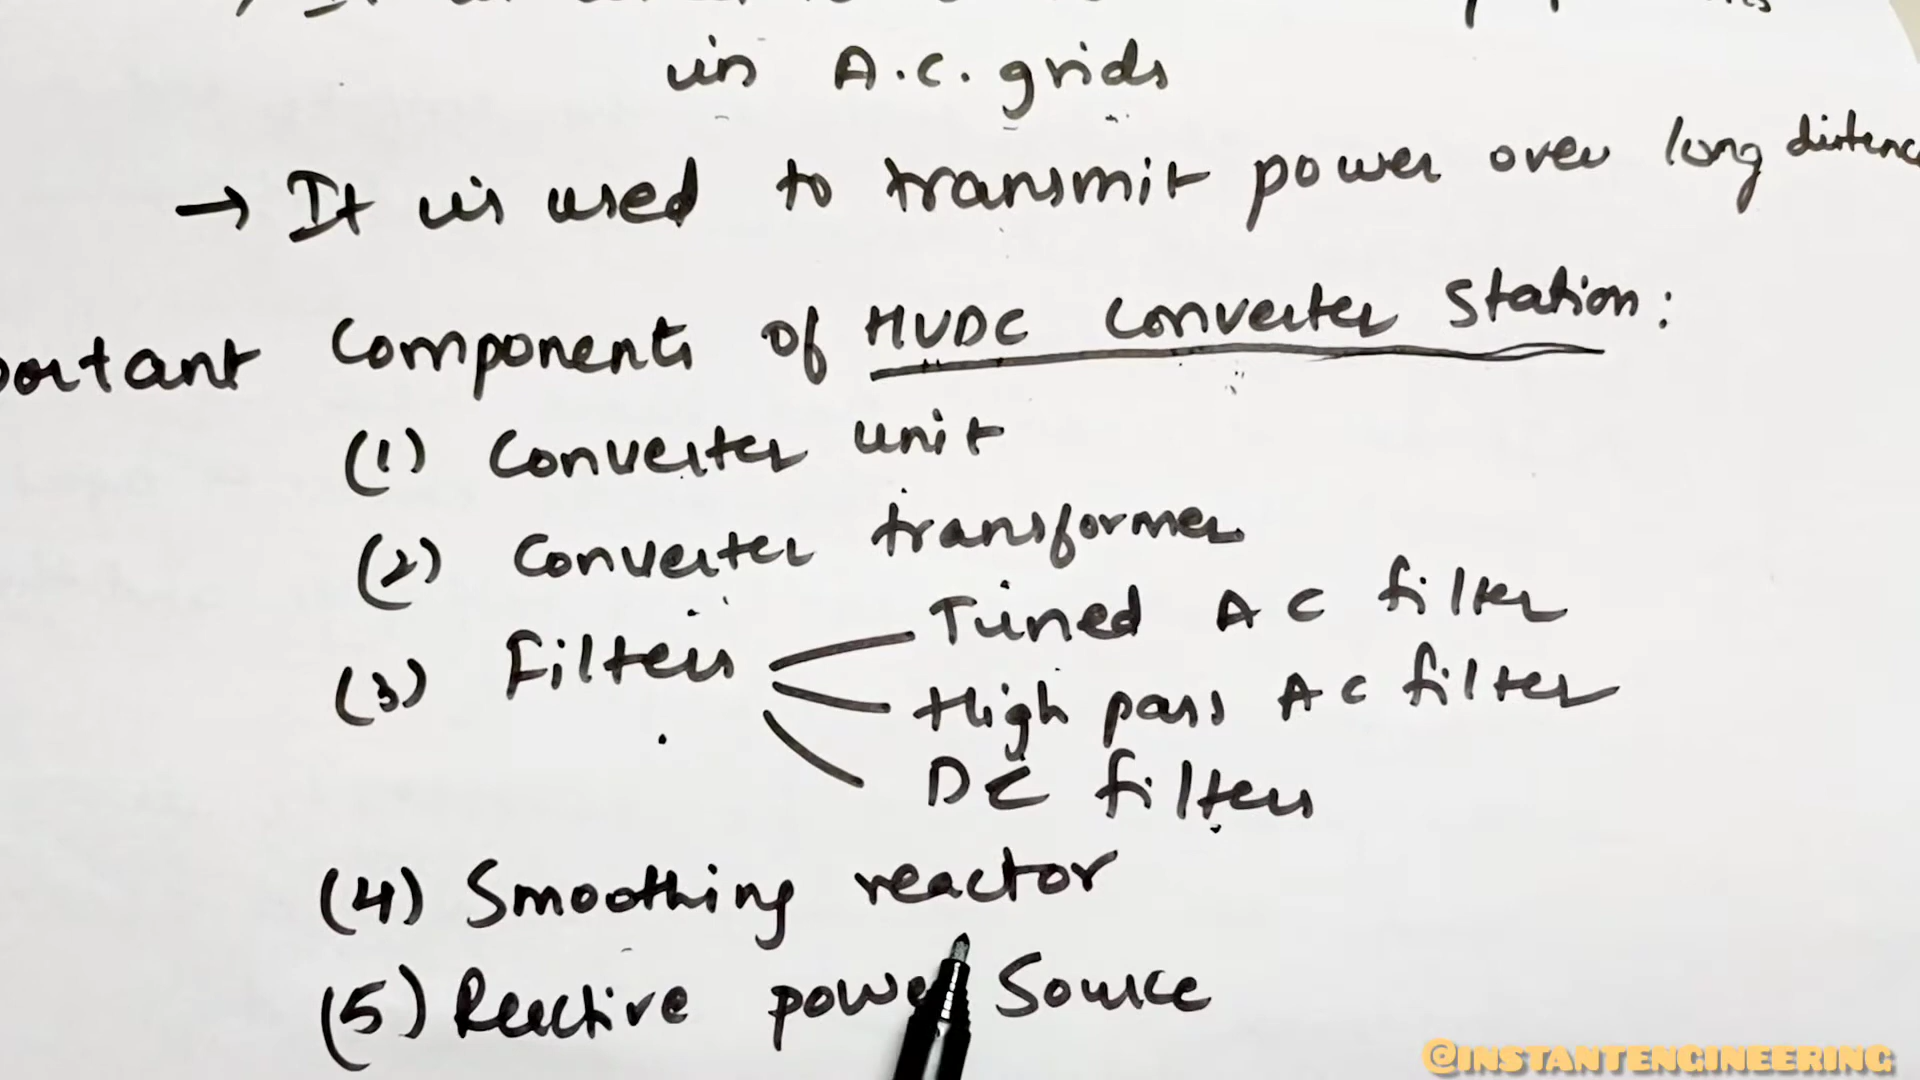 in A.C. grids
→ It is used to transmit power over long distance
portant Components of HVDC Converter Station:
(1) Converter unit
(2) Converter transformer
(3) Filters
Tuned AC filter
High pass AC filter
DC filters
(4) Smoothing reactor
(5) Reactive power Source
@INSTANTENGINEERING